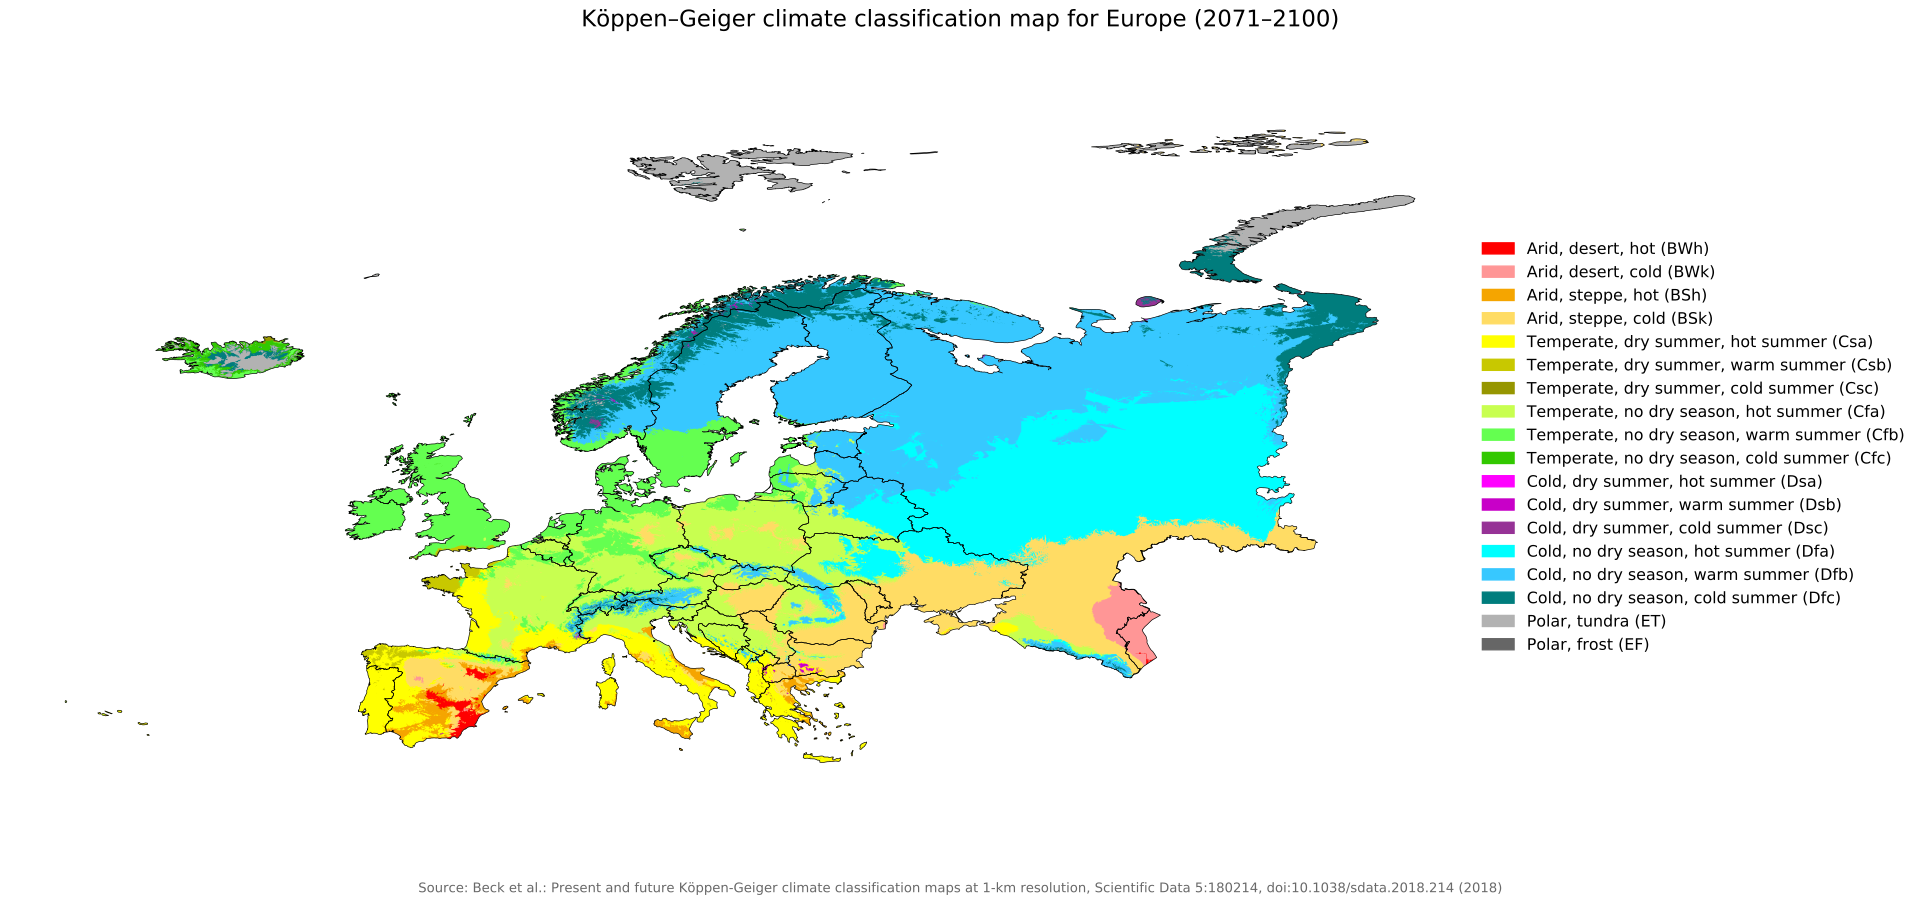 Köppen–Geiger climate classification map for Europe (2071–2100)
Arid, desert, hot (BWh)
Arid, desert, cold (BWk)
Arid, steppe, hot (BSh)
Arid, steppe, cold (BSk)
Temperate, dry summer, hot summer (Csa)
Temperate, dry summer, warm summer (Csb)
Temperate, dry summer, cold summer (Csc)
Temperate, no dry season, hot summer (Cfa)
Temperate, no dry season, warm summer (Cfb)
Temperate, no dry season, cold summer (Cfc)
Cold, dry summer, hot summer (Dsa)
Cold, dry summer, warm summer (Dsb)
Cold, dry summer, cold summer (Dsc)
Cold, no dry season, hot summer (Dfa)
Cold, no dry season, warm summer (Dfb)
Cold, no dry season, cold summer (Dfc)
Polar, tundra (ET)
Polar, frost (EF)
Source: Beck et al.: Present and future Köppen-Geiger climate classification maps at 1-km resolution, Scientific Data 5:180214, doi:10.1038/sdata.2018.214 (2018)